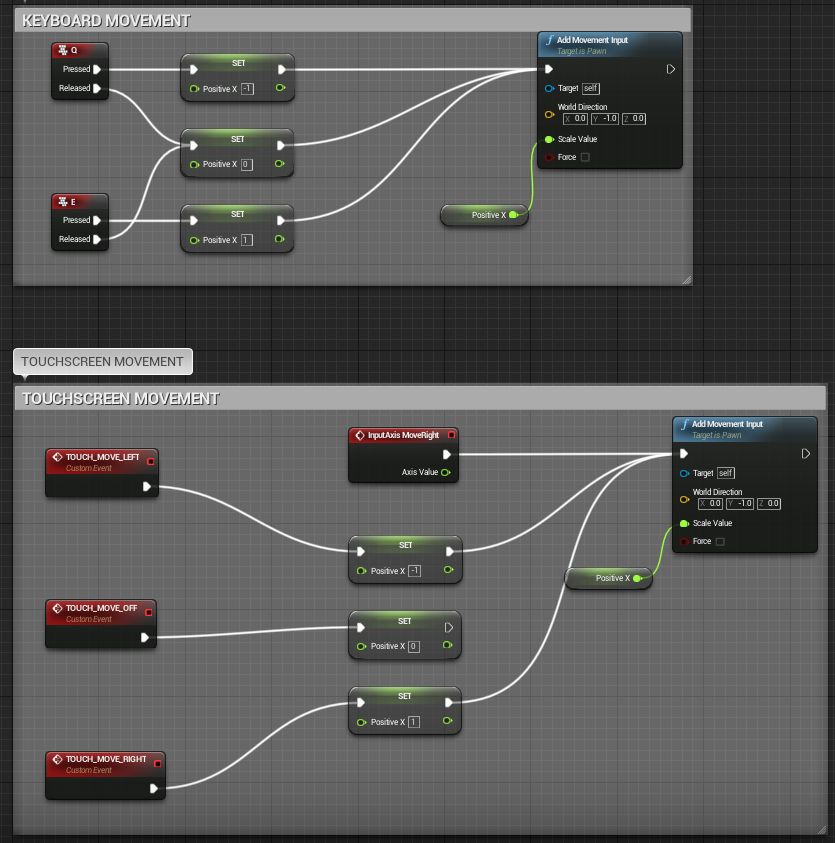 KEYBOARD MOVEMENT
Q
Pressed
Released
SET
Positive X -1
SET
Positive X 0
E
Pressed
Released
SET
Positive X 1
f Add Movement Input
Target is Pawn
Target self
World Direction
X 0.0 Y -1.0 Z 0.0
Scale Value
Force
Positive X
TOUCHSCREEN MOVEMENT
TOUCHSCREEN MOVEMENT
TOUCH_MOVE_LEFT
Custom Event
InputAxis MoveRight
Axis Value
SET
Positive X -1
TOUCH_MOVE_OFF
Custom Event
SET
Positive X 0
SET
Positive X 1
TOUCH_MOVE_RIGHT
Custom Event
f Add Movement Input
Target is Pawn
Target self
World Direction
X 0.0 Y -1.0 Z 0.0
Scale Value
Force
Positive X